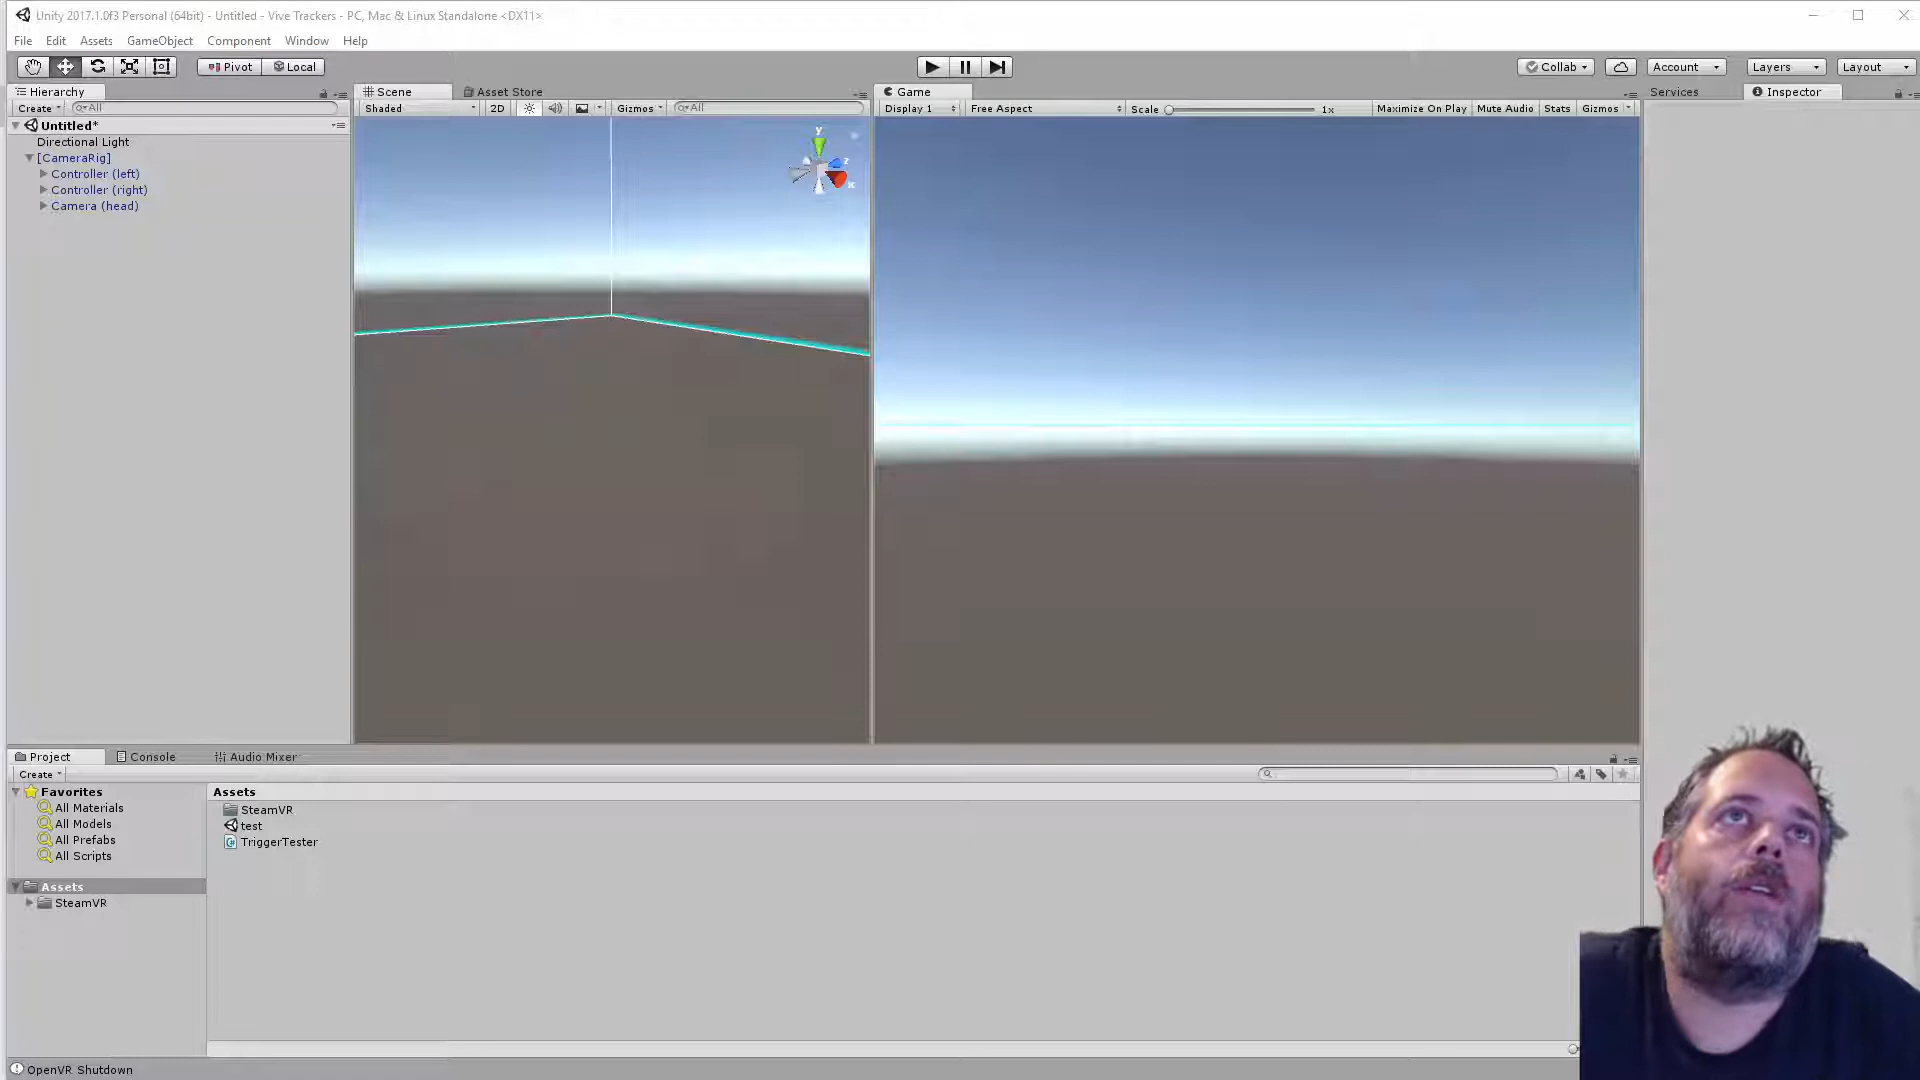 Unity 2017.1.0f3 Personal (64bit) - Untitled - Vive Trackers - PC, Mac & Linux Standalone <DX11>
File Edit Assets GameObject Component Window Help
Pivot Local Collab Account Layers Layout
Hierarchy Scene Asset Store Game Services Inspector
Create All Shaded 2D Gizmos All Display 1 Free Aspect Scale 1x Maximize On Play Mute Audio Stats Gizmos
Untitled*
Directional Light
[CameraRig]
Controller (left)
Controller (right)
Camera (head)
y
z
x
Project Console Audio Mixer
Create
Favorites
All Materials
All Models
All Prefabs
All Scripts
Assets
SteamVR
Assets
SteamVR
test
TriggerTester
OpenVR Shutdown